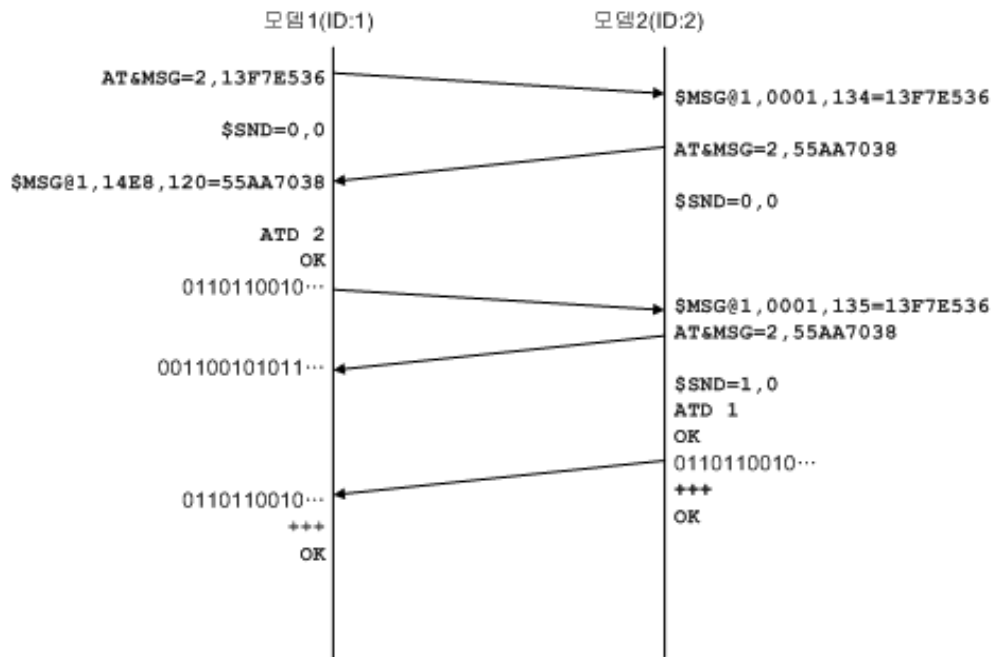 모뎀1(ID:1)
모뎀2(ID:2)
AT&MSG=2,13F7E536
$MSG@1,0001,134=13F7E536
$SND=0,0
AT&MSG=2,55AA7038
$MSG@1,14E8,120=55AA7038
$SND=0,0
ATD 2
OK
0110110010…
$MSG@1,0001,135=13F7E536
AT&MSG=2,55AA7038
001100101011…
$SND=1,0
ATD 1
OK
0110110010…
+++
0110110010…
OK
+++
OK